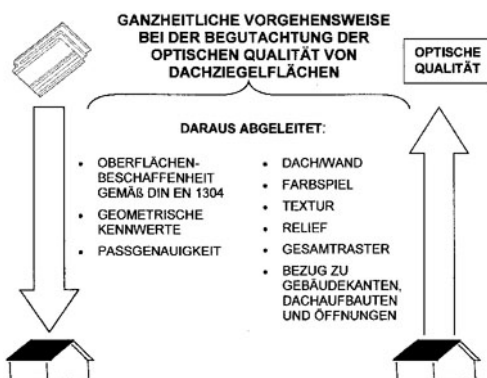 GANZHEITLICHE VORGEHENSWEISE
BEI DER BEGUTACHTUNG DER
OPTISCHEN QUALITÄT VON
DACHZIEGELFLÄCHEN
OPTISCHE
QUALITÄT
DARAUS ABGELEITET:
• OBERFLÄCHEN-
BESCHAFFENHEIT
GEMÄß DIN EN 1304
• GEOMETRISCHE
KENNWERTE
• PASSGENAUIGKEIT
• DACH/WAND
• FARBSPIEL
• TEXTUR
• RELIEF
• GESAMTRASTER
• BEZUG ZU
GEBÄUDEKANTEN,
DACHAUFBAUTEN
UND ÖFFNUNGEN